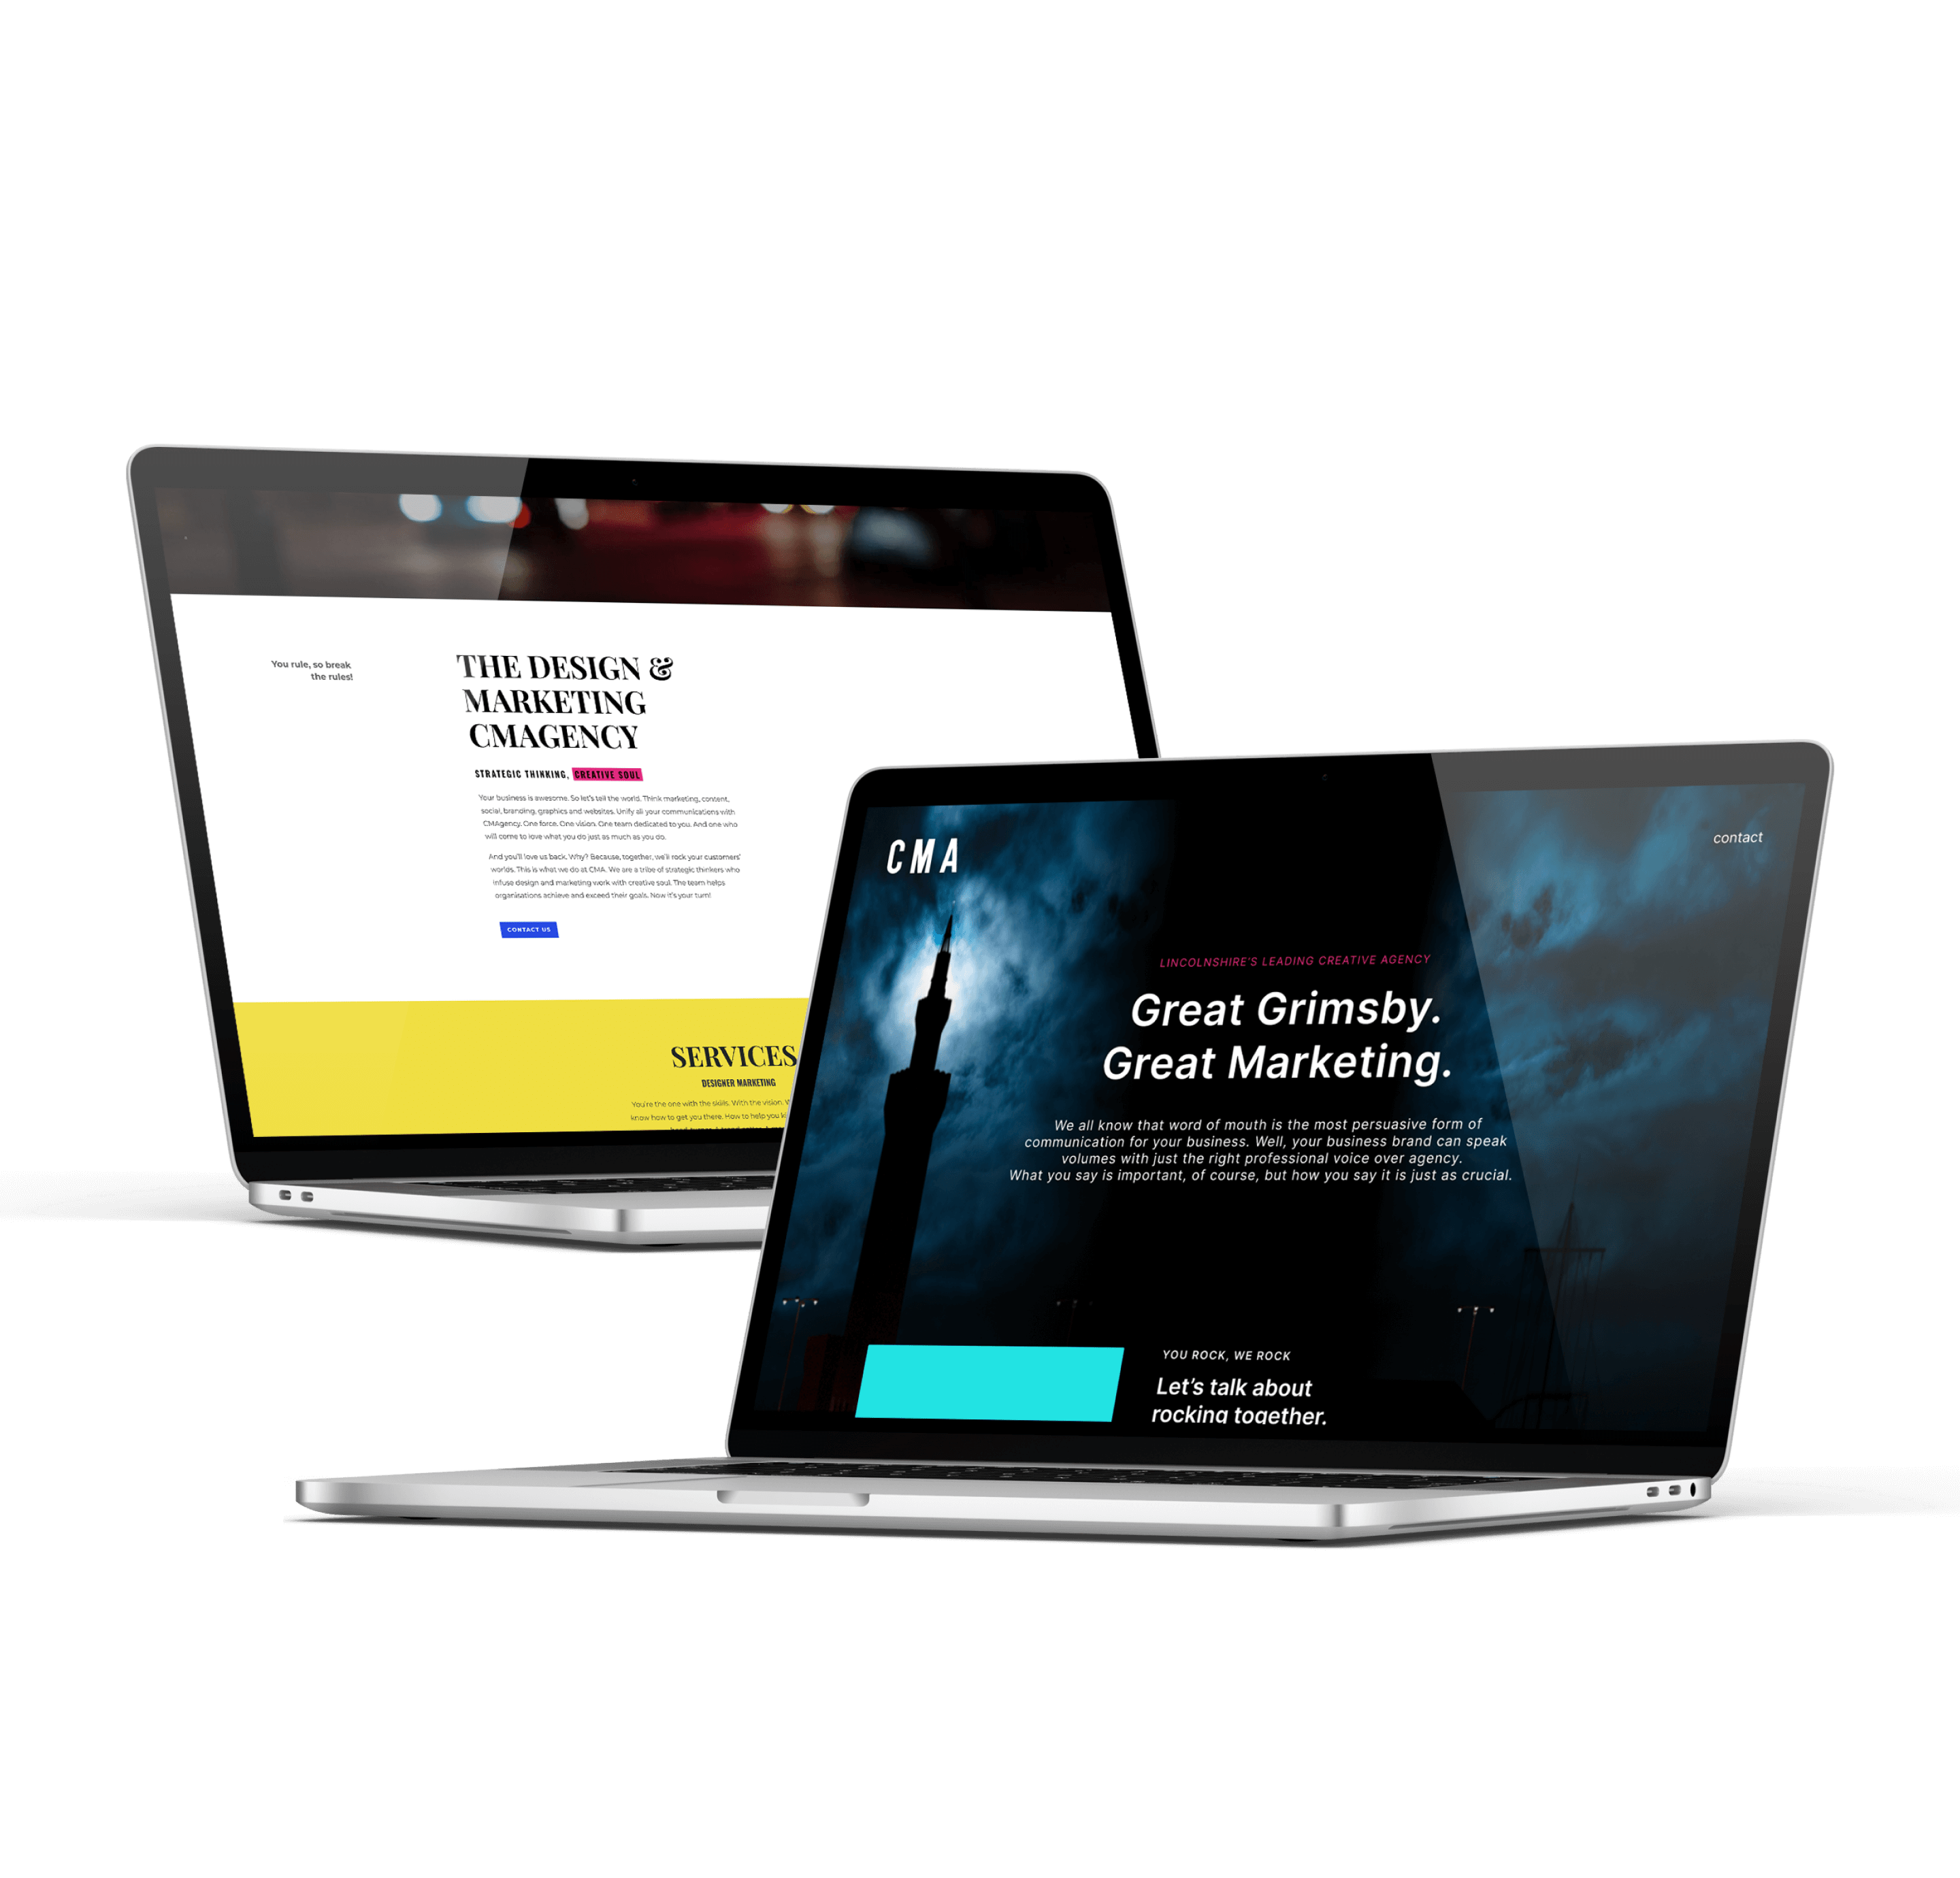 You rule, so break
the rules!
THE DESIGN &
MARKETING
CMAGENCY
STRATEGIC THINKING, CREATIVE SOUL
Your business is awesome. So let's tell the world. Think marketing, content,
social, branding, graphics and websites. Unify all your communications with
CMAgency. One force. One vision. One team dedicated to you. And one who
will come to love what you do just as much as you do.
And you'll love us back. Why? Because, together, we'll rock your customers'
worlds. This is what we do at CMA. We are a tribe of strategic thinkers who
infuse design and marketing work with creative soul. The team helps
organisations achieve and exceed their goals. Now it's your turn!
CONTACT US
SERVICES
DESIGNER MARKETING
You're the one with the skills. With the vision.
know how to get you there. How to help you
CMA
contact
LINCOLNSHIRE'S LEADING CREATIVE AGENCY
Great Grimsby.
Great Marketing.
We all know that word of mouth is the most persuasive form of
communication for your business. Well, your business brand can speak
volumes with just the right professional voice over agency.
What you say is important, of course, but how you say it is just as crucial.
YOU ROCK, WE ROCK
Let's talk about
rocking together.